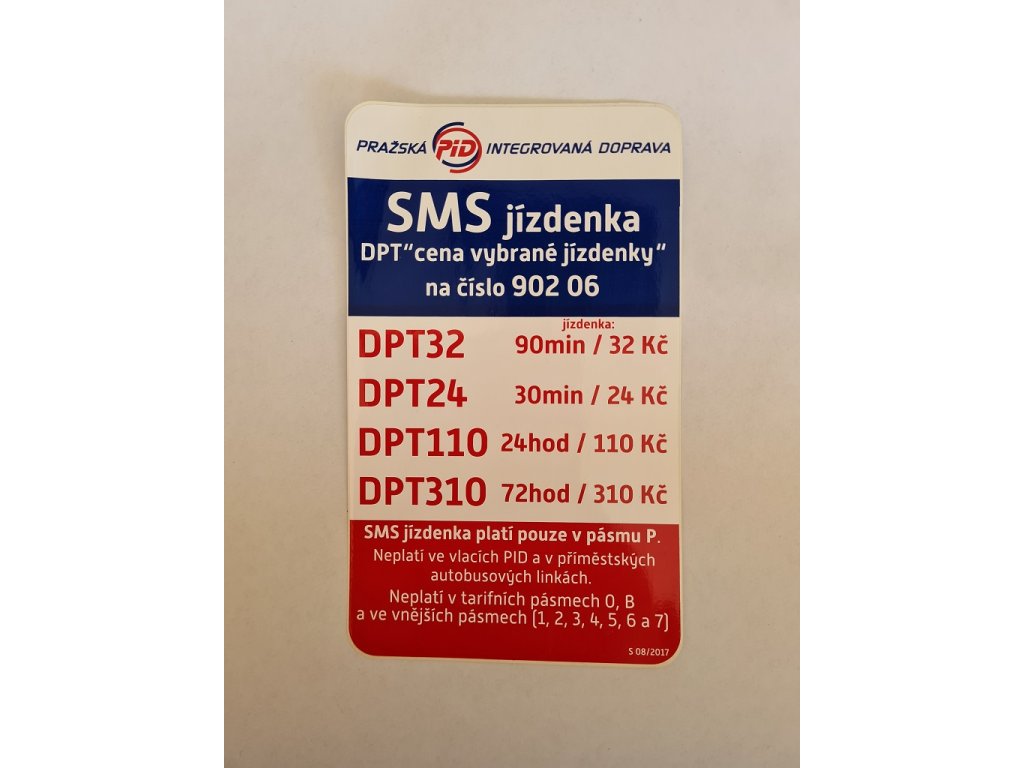 PRAŽSKÁ PID INTEGROVANÁ DOPRAVA
SMS jízdenka
DPT“cena vybrané jízdenky”
na číslo 902 06
jízdenka:
DPT32 90min / 32 Kč
DPT24 30min / 24 Kč
DPT110 24hod / 110 Kč
DPT310 72hod / 310 Kč
SMS jízdenka platí pouze v pásmu P.
Neplatí ve vlacích PID a v příměstských
autobusových linkách.
Neplatí v tarifních pásmech 0, B
a ve vnějších pásmech (1, 2, 3, 4, 5, 6 a 7)
S 08/2017